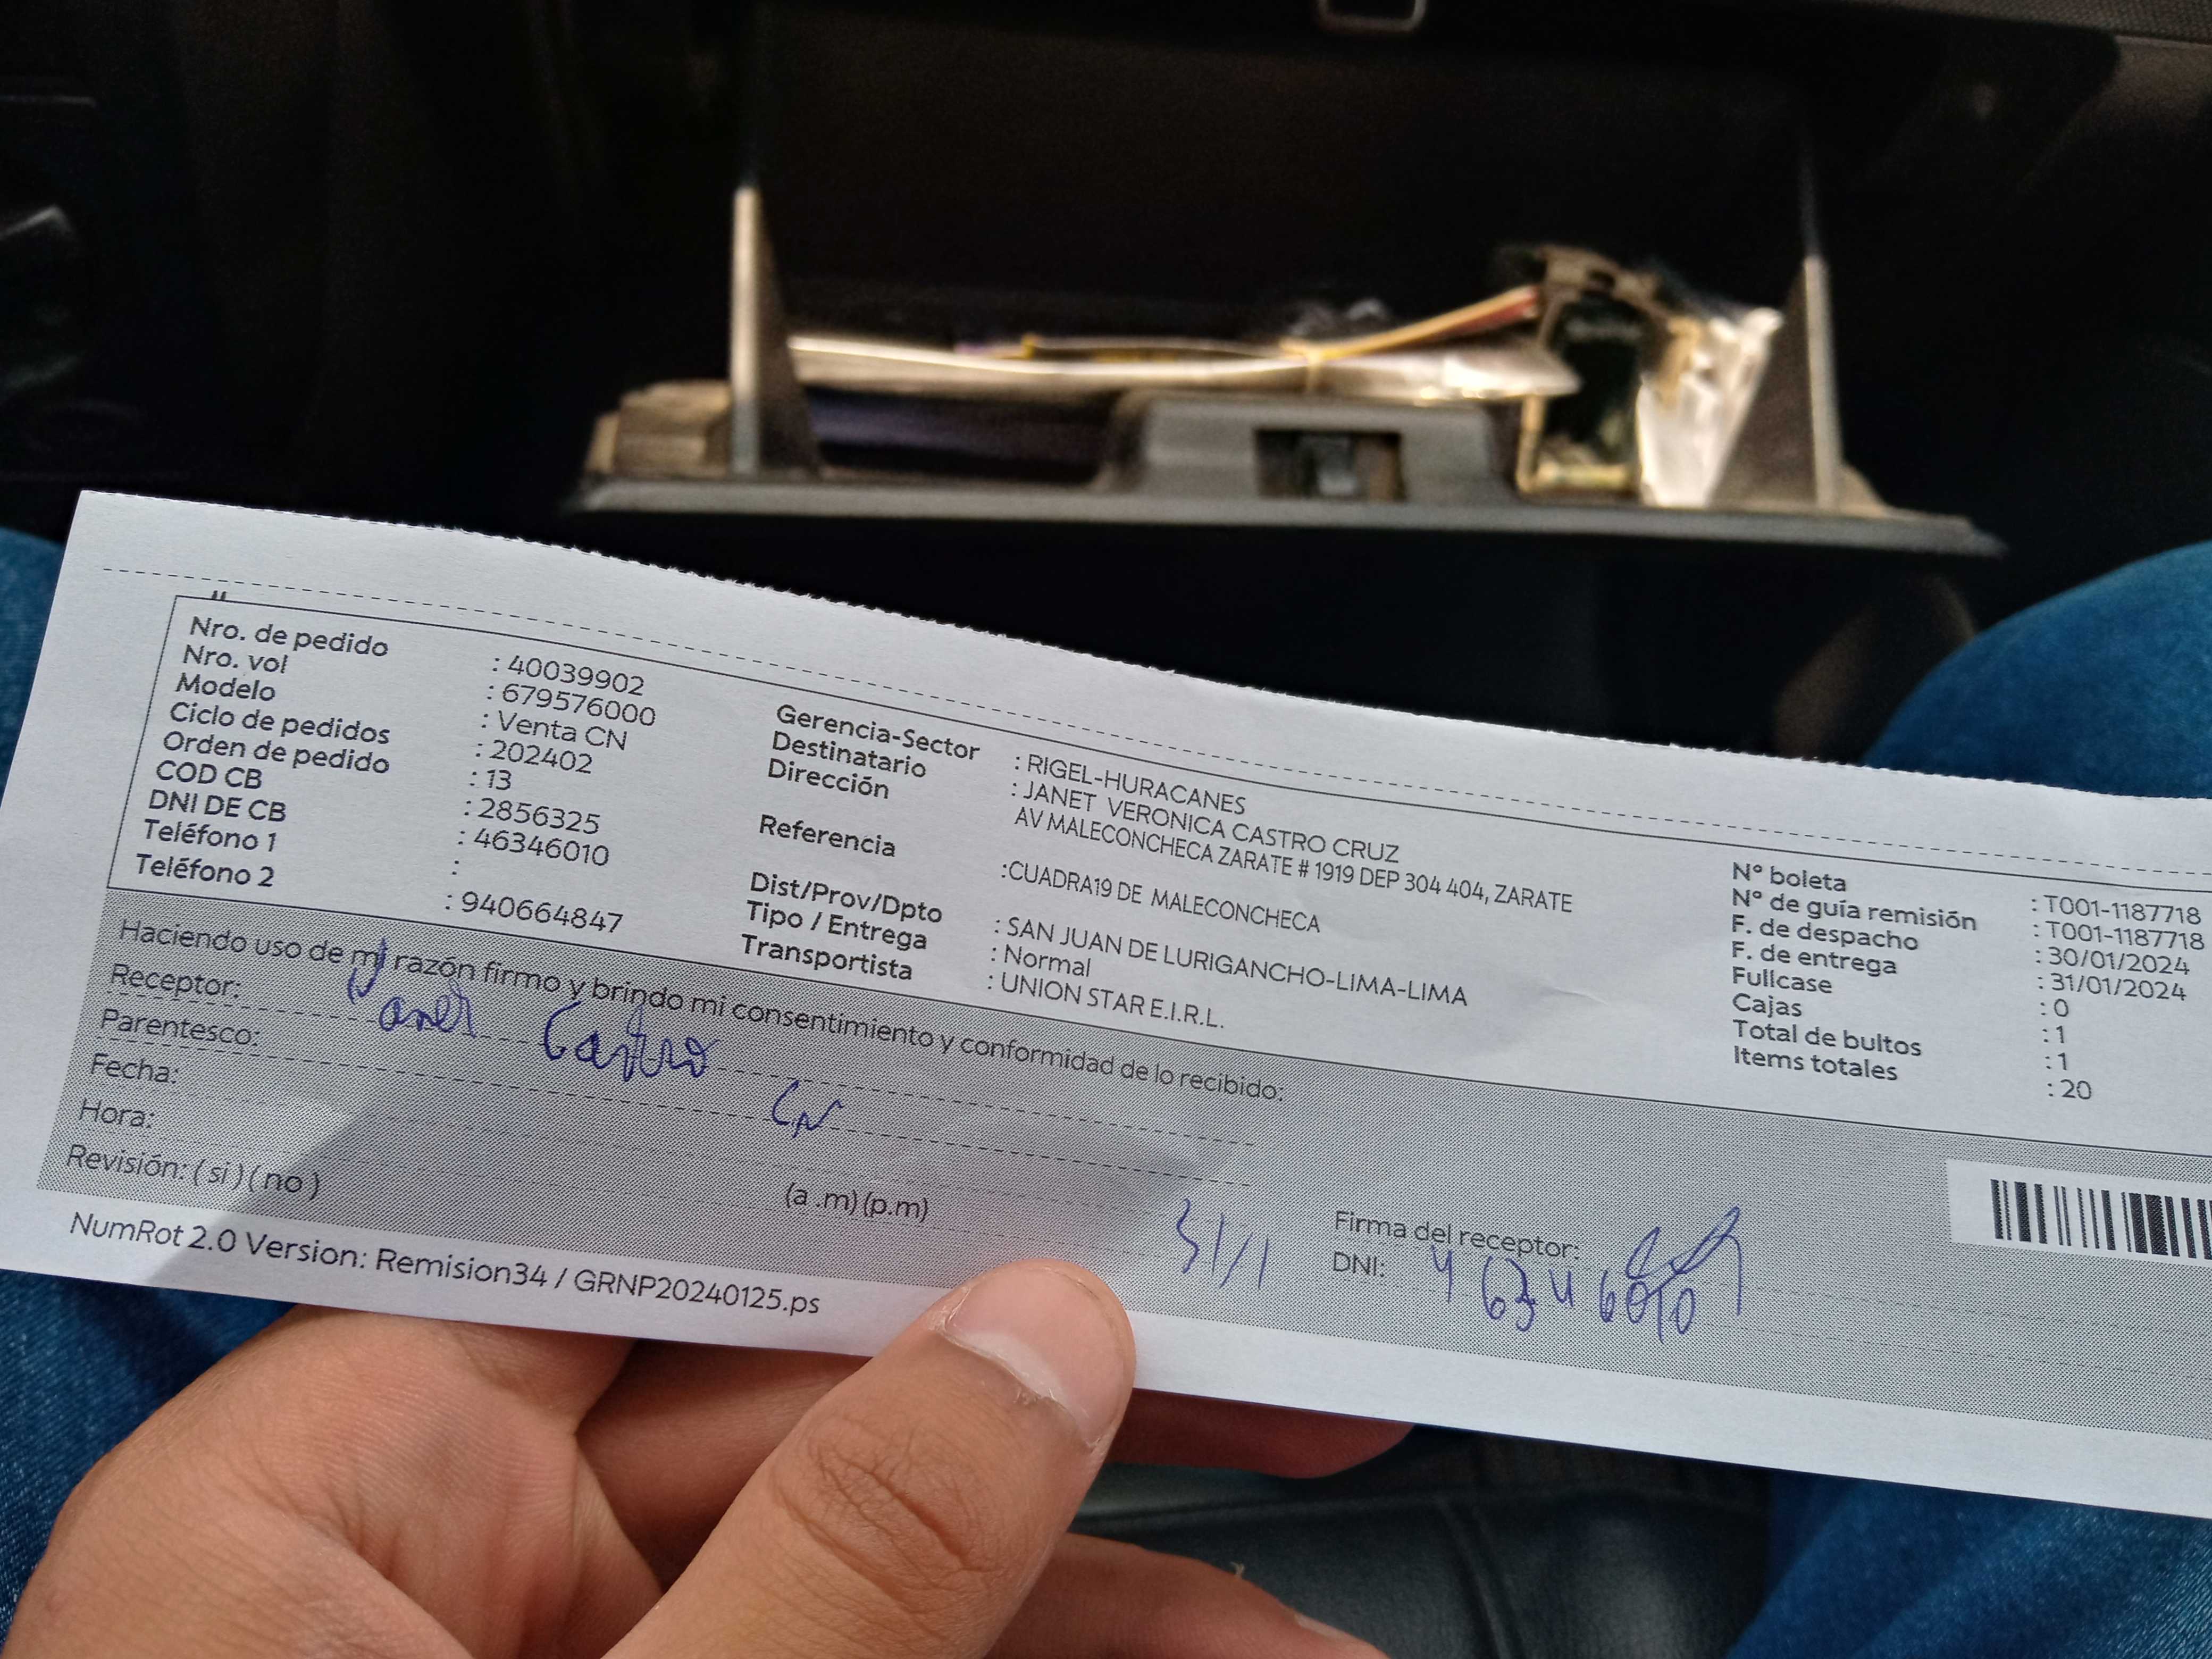 Nro. de pedido : 40039902
Nro. vol : 679576000
Modelo : Venta CN
Ciclo de pedidos : 202402
Orden de pedido : 13
COD CB : 2856325
DNI DE CB : 46346010
Teléfono 1 :
Teléfono 2 : 940664847
Gerencia-Sector : RIGEL-HURACANES
Destinatario : JANET VERONICA CASTRO CRUZ
Dirección AV MALECONCHECA ZARATE # 1919 DEP 304 404, ZARATE
Referencia :CUADRA19 DE MALECONCHECA
Dist/Prov/Dpto : SAN JUAN DE LURIGANCHO-LIMA-LIMA
Tipo / Entrega : Normal
Transportista : UNION STAR E.I.R.L.
N° boleta : T001-1187718
N° de guía remisión : T001-1187718
F. de despacho : 30/01/2024
F. de entrega : 31/01/2024
Fullcase : 0
Cajas : 1
Total de bultos : 1
Items totales : 20
Haciendo uso de mi razón firmo y brindo mi consentimiento y conformidad de lo recibido:
Receptor: Janet Castro
Parentesco:
Fecha: 31/1
Hora: (a .m) (p.m)
Revisión: ( si ) ( no )
Firma del receptor:
DNI: 46346010
NumRot 2.0 Version: Remision34 / GRNP20240125.ps